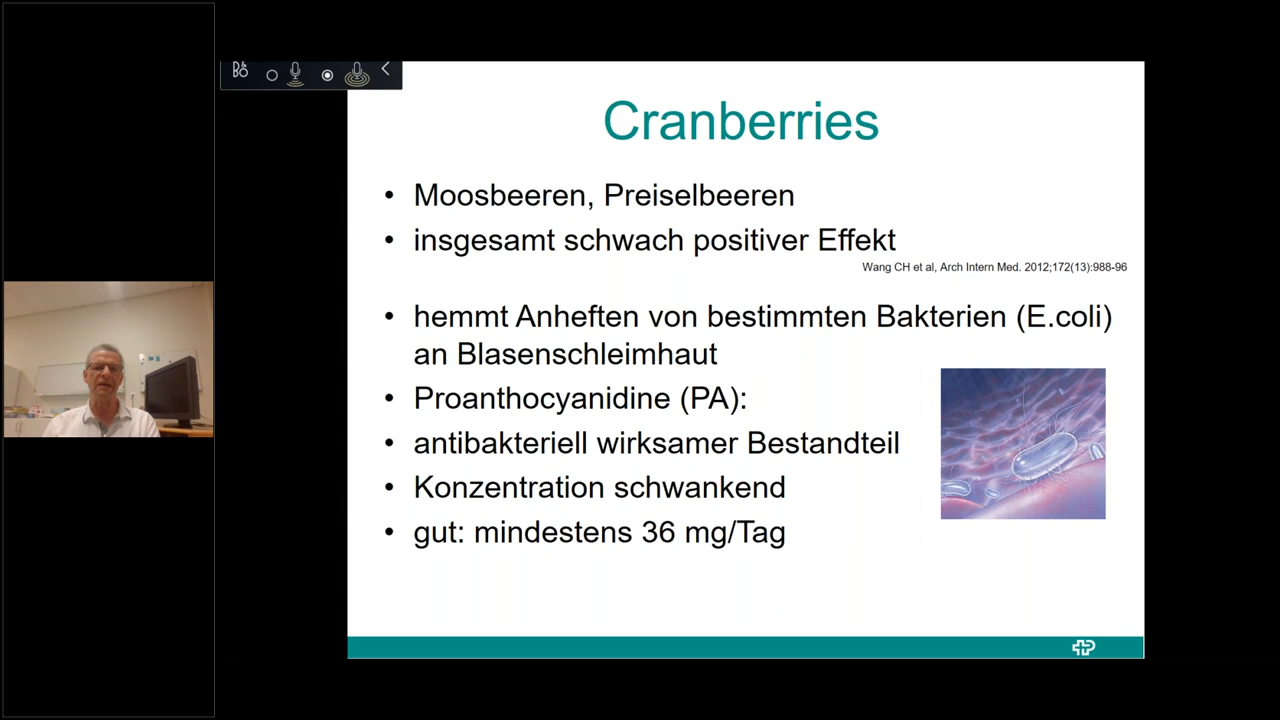 Cranberries
• Moosbeeren, Preiselbeeren
• insgesamt schwach positiver Effekt
Wang CH et al, Arch Intern Med. 2012;172(13):988-96
• hemmt Anheften von bestimmten Bakterien (E.coli)
an Blasenschleimhaut
• Proanthocyanidine (PA):
• antibakteriell wirksamer Bestandteil
• Konzentration schwankend
• gut: mindestens 36 mg/Tag